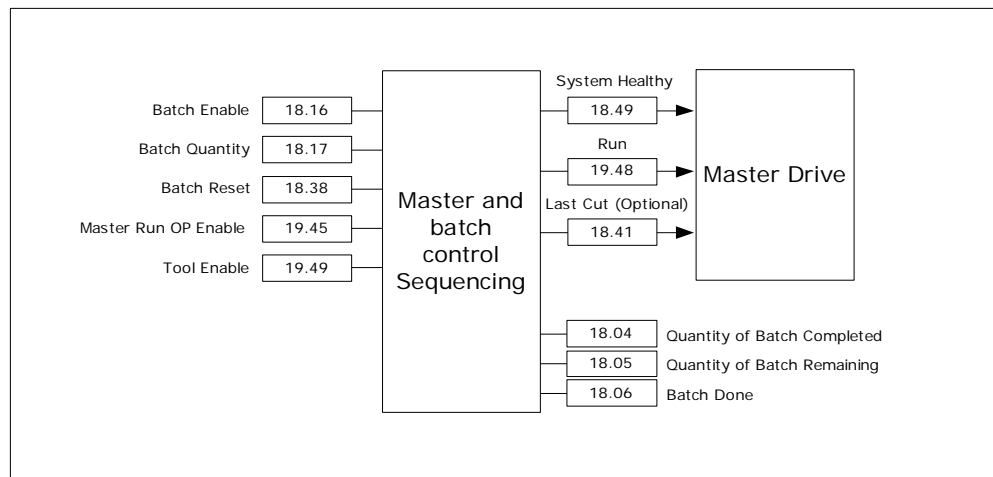 Batch Enable
18.16
Batch Quantity
18.17
Batch Reset
18.38
Master Run OP Enable
19.45
Tool Enable
19.49
Master and
batch
control
Sequencing
System Healthy
18.49
Run
19.48
Last Cut (Optional)
18.41
Master Drive
18.04
Quantity of Batch Completed
18.05
Quantity of Batch Remaining
18.06
Batch Done